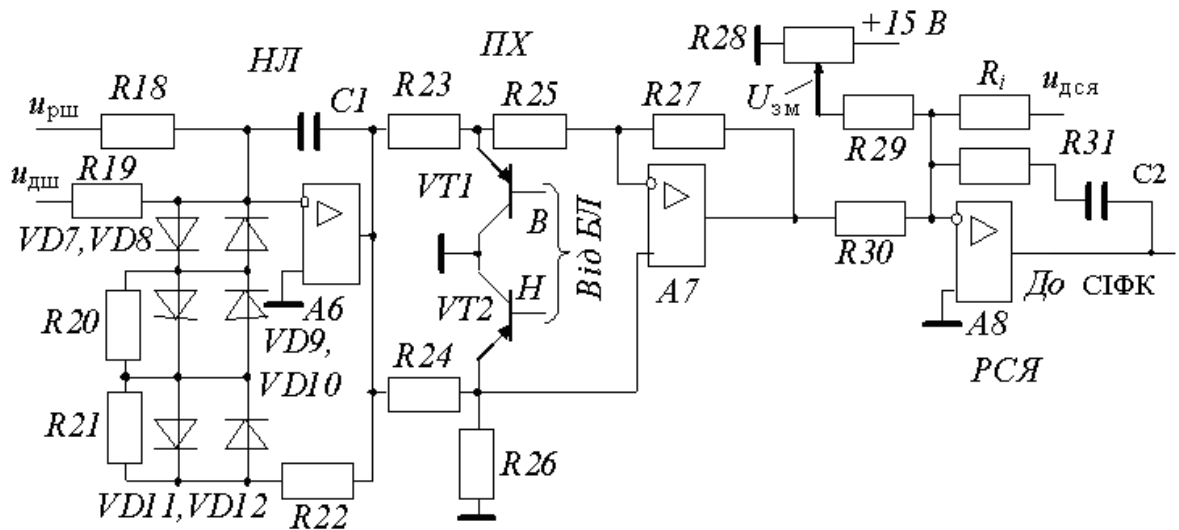 R28
+15 В
НЛ
ПХ
R18
C1
R23
R25
R27
Uзм
Ri
uдся
uрш
R19
R29
R31
C2
uдш
VT1
VD7,VD8
В
Від БЛ
R30
Н
A6
VT2
A7
До СІФК
R20
VD9,
A8
R24
VD10
РСЯ
R21
R26
VD11,VD12
R22